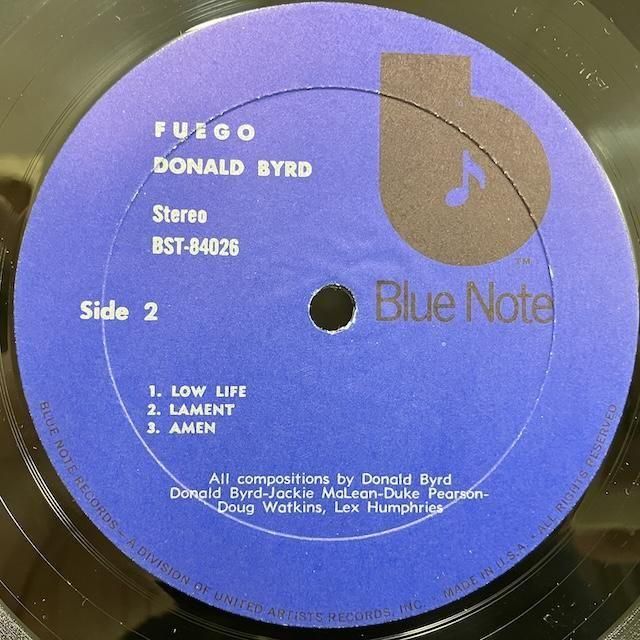 FUEGO
DONALD BYRD
Stereo
BST-84026
Side 2
TM
Blue Note
1. LOW LIFE
2. LAMENT
3. AMEN
All compositions by Donald Byrd
Donald Byrd-Jackie MaLean-Duke Pearson-
Doug Watkins, Lex Humphries
BLUE NOTE RECORDS - A DIVISION OF UNITED ARTISTS RECORDS, INC. MADE IN U.S.A. - ALL RIGHTS RESERVED